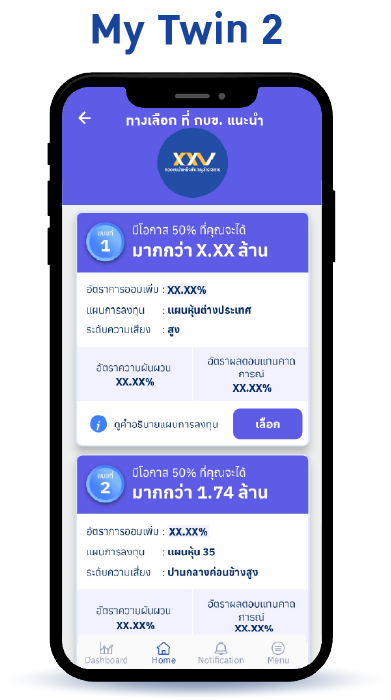 My Twin 2
ทางเลือก ที่ กบข. แนะนำ
XXV
แบบที่
1
มีโอกาส 50% ที่คุณจะได้
มากกว่า X.XX ล้าน
อัตราการออมเพิ่ม : XX.XX%
แผนการลงทุน : แผนหุ้นต่างประเทศ
ระดับความเสี่ยง : สูง
อัตราความผันผวน
XX.XX%
อัตราผลตอบแทนคาด
การณ์
XX.XX%
i ดูคำอธิบายแผนการลงทุน
เลือก
แบบที่
2
มีโอกาส 50% ที่คุณจะได้
มากกว่า 1.74 ล้าน
อัตราการออมเพิ่ม : XX.XX%
แผนการลงทุน : แผนหุ้น 35
ระดับความเสี่ยง : ปานกลางค่อนข้างสูง
อัตราความผันผวน
XX.XX%
อัตราผลตอบแทนคาด
การณ์
XX.XX%
Dashboard Home Notification Menu